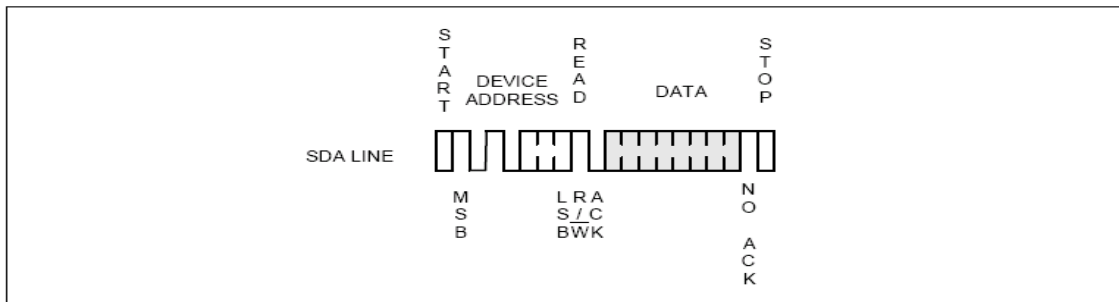 START
DEVICE
ADDRESS
READ
DATA
STOP
SDA LINE
MSB
LSB
R/W
ACK
NO ACK